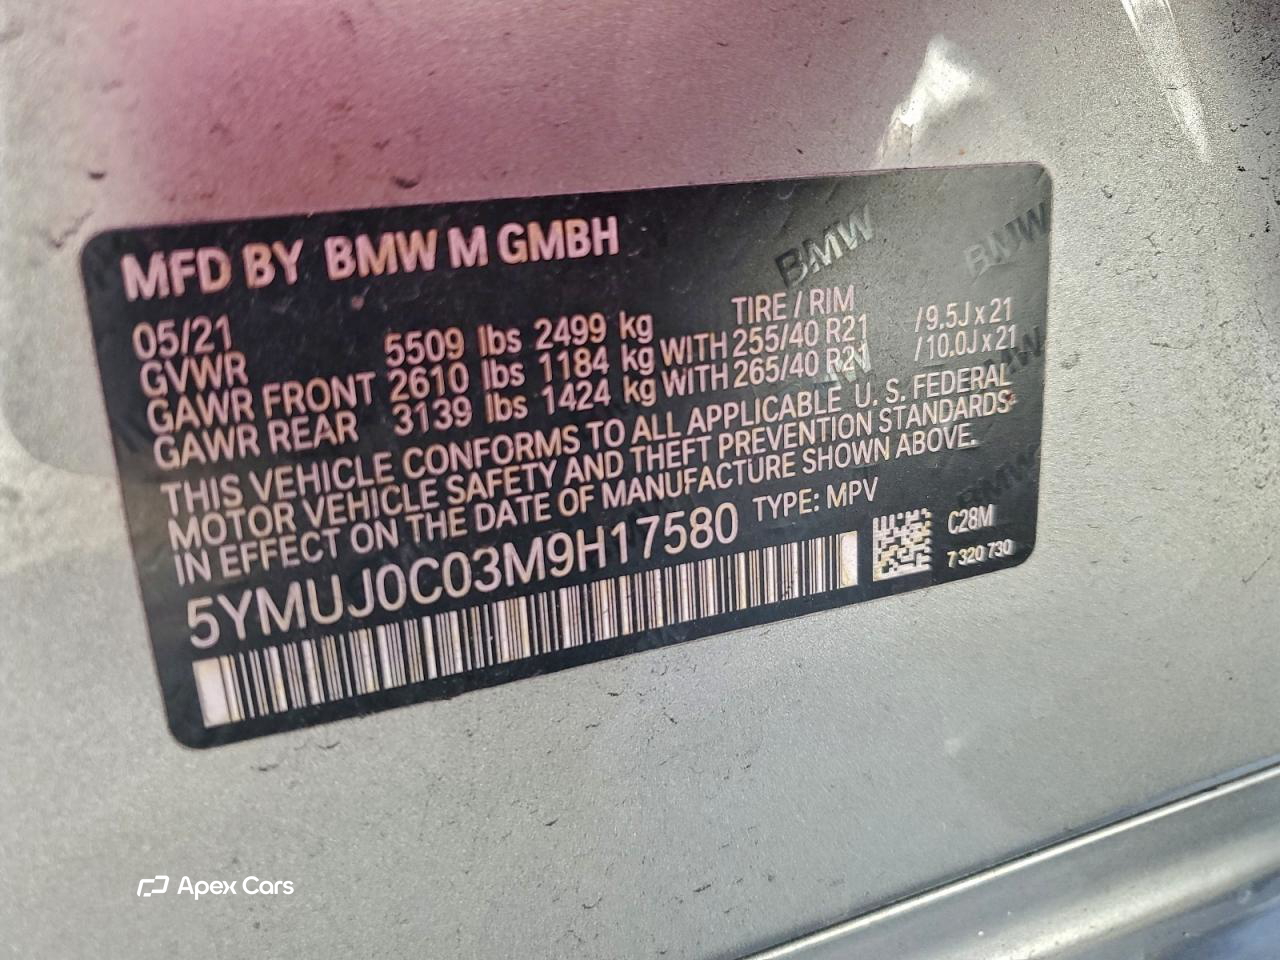 MFD BY BMW M GMBH
05/21
TIRE / RIM
GVWR 5509 lbs 2499 kg
GAWR FRONT 2610 lbs 1184 kg WITH 255/40 R21 /9.5J x 21
GAWR REAR 3139 lbs 1424 kg WITH 265/40 R21 /10.0J x 21
THIS VEHICLE CONFORMS TO ALL APPLICABLE U. S. FEDERAL
MOTOR VEHICLE SAFETY AND THEFT PREVENTION STANDARDS
IN EFFECT ON THE DATE OF MANUFACTURE SHOWN ABOVE.
5YMUJ0C03M9H17580 TYPE: MPV
C28M
7 320 730
BMW
BMW
BMW
Apex Cars